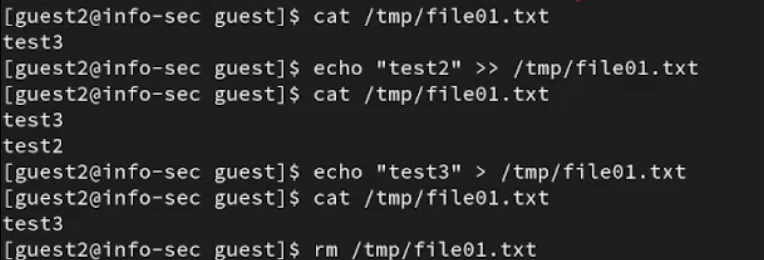 [guest2@info-sec guest]$ cat /tmp/file01.txt
test3
[guest2@info-sec guest]$ echo "test2" >> /tmp/file01.txt
[guest2@info-sec guest]$ cat /tmp/file01.txt
test3
test2
[guest2@info-sec guest]$ echo "test3" > /tmp/file01.txt
[guest2@info-sec guest]$ cat /tmp/file01.txt
test3
[guest2@info-sec guest]$ rm /tmp/file01.txt